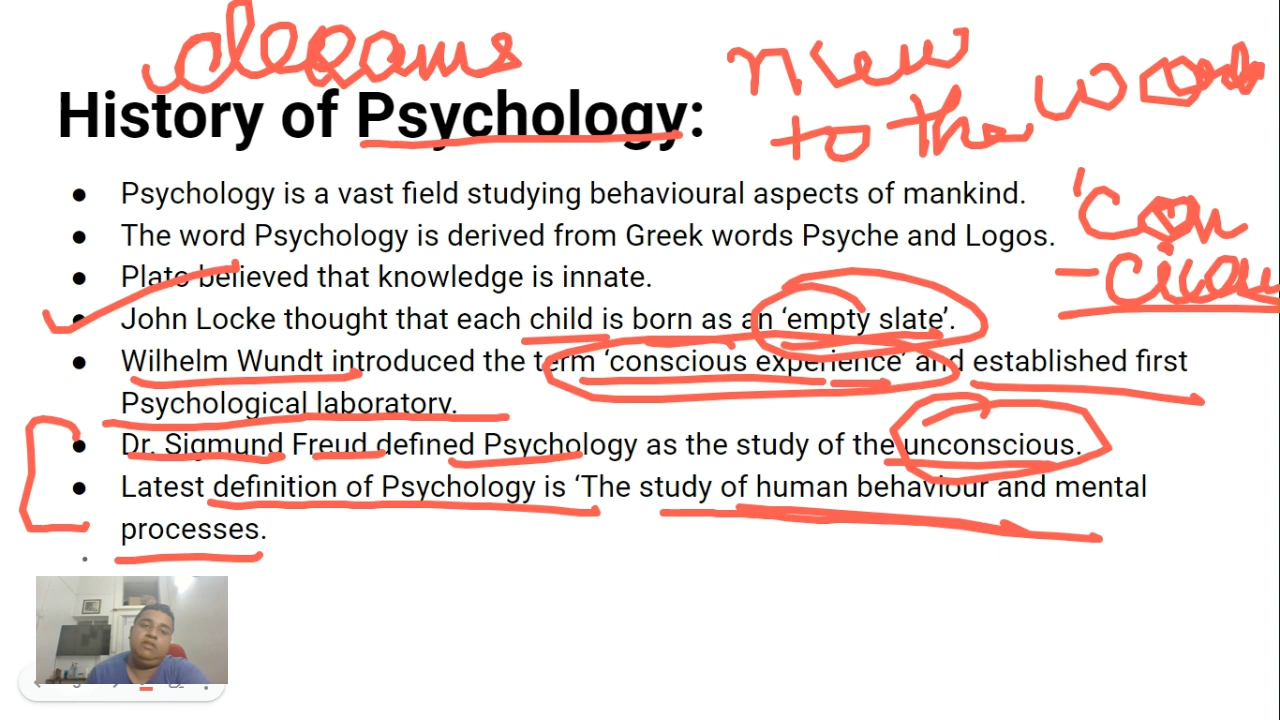 dreams
new
to the
History of Psychology:
Psychology is a vast field studying behavioural aspects of mankind.
The word Psychology is derived from Greek words Psyche and Logos.
Plato believed that knowledge is innate.
John Locke thought that each child is born as an ‘empty slate’.
Wilhelm Wundt introduced the term ‘conscious experience’ and established first
Psychological laboratory.
Dr. Sigmund Freud defined Psychology as the study of the unconscious.
Latest definition of Psychology is ‘The study of human behaviour and mental
processes.